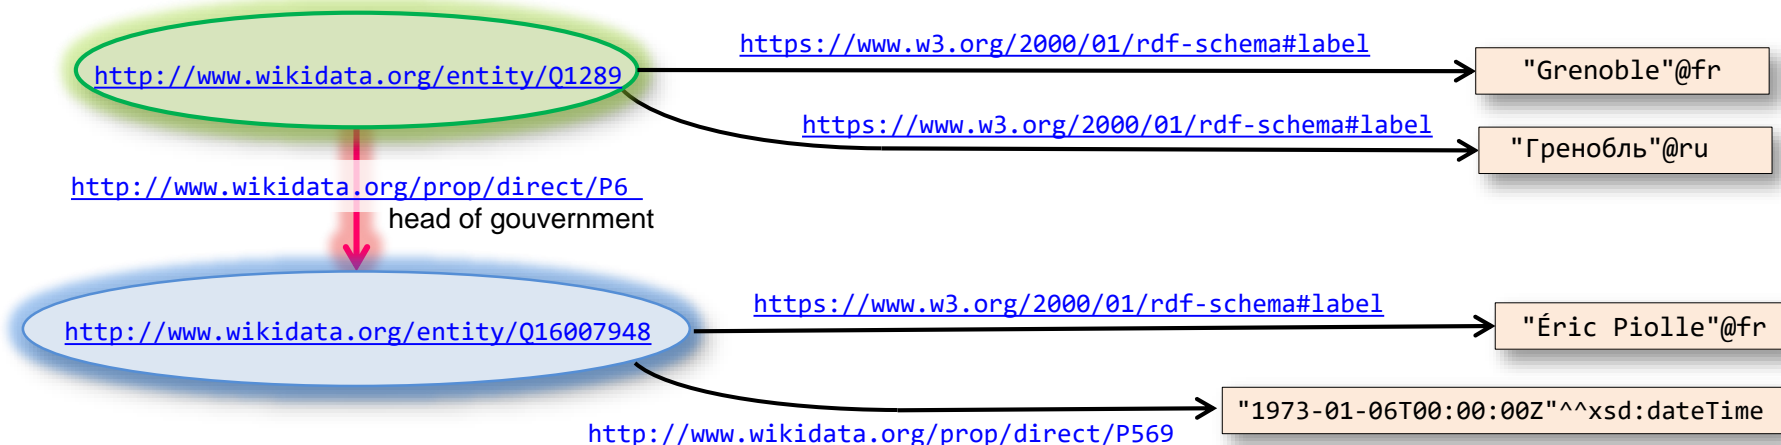 https://www.w3.org/2000/01/rdf-schema#label
http://www.wikidata.org/entity/Q1289
"Grenoble"@fr
https://www.w3.org/2000/01/rdf-schema#label
"Гренобль"@ru
http://www.wikidata.org/prop/direct/P6
head of gouvernment
https://www.w3.org/2000/01/rdf-schema#label
http://www.wikidata.org/entity/Q16007948
"Éric Piolle"@fr
"1973-01-06T00:00:00Z"^^xsd:dateTime
http://www.wikidata.org/prop/direct/P569